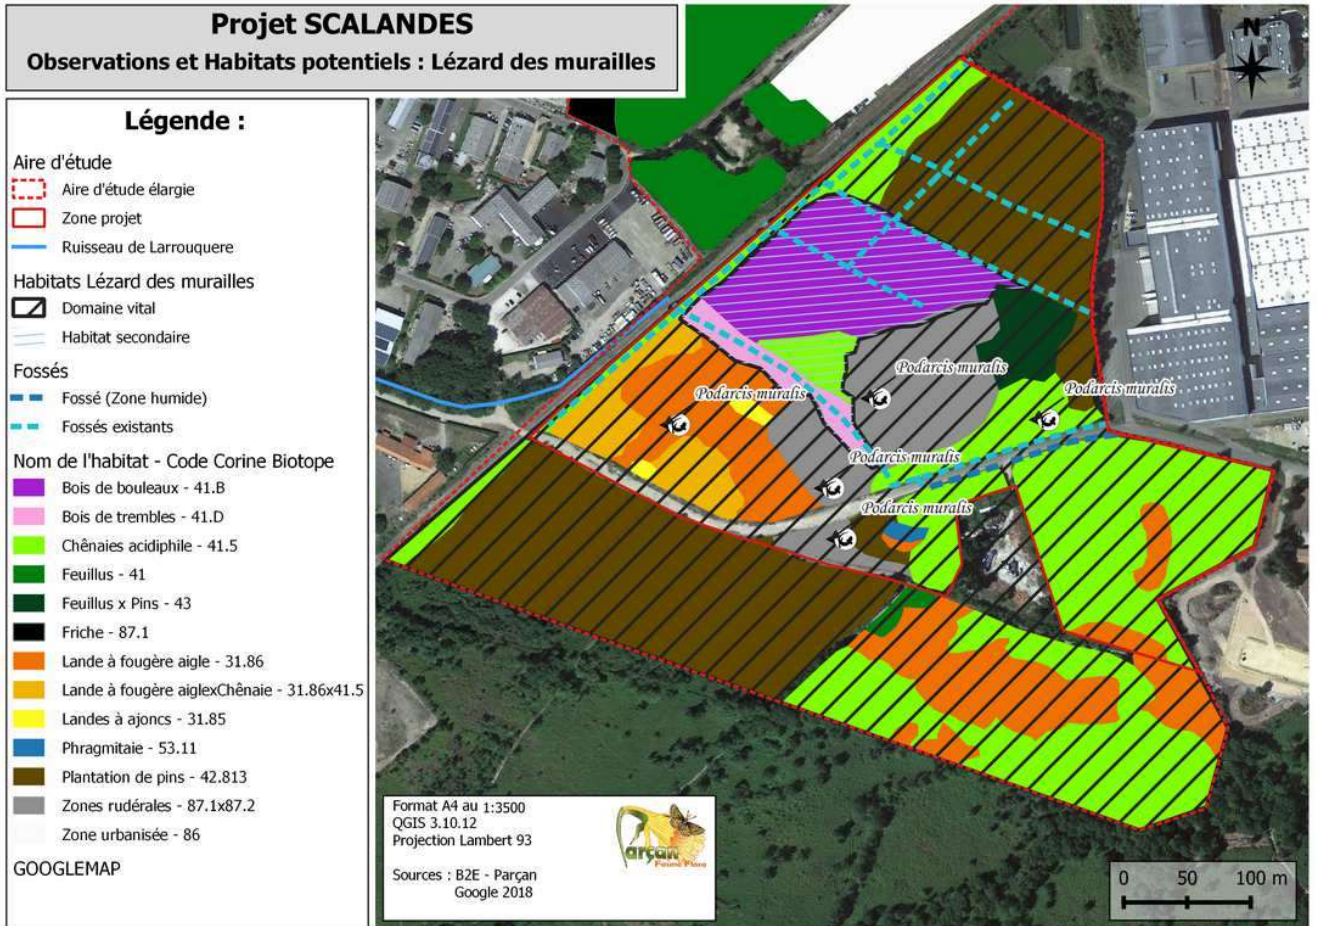 Projet SCALANDES
Observations et Habitats potentiels : Lézard des murailles
Légende :
Aire d'étude
Aire d'étude élargie
Zone projet
Ruisseau de Larrouquere
Habitats Lézard des murailles
Domaine vital
Habitat secondaire
Fossés
Fossé (Zone humide)
Fossés existants
Nom de l'habitat - Code Corine Biotope
Bois de bouleaux - 41.B
Bois de trembles - 41.D
Chênaies acidiphile - 41.5
Feuillus - 41
Feuillus x Pins - 43
Friche - 87.1
Lande à fougère aigle - 31.86
Lande à fougère aiglexChênaie - 31.86x41.5
Landes à ajoncs - 31.85
Phragmitaie - 53.11
Plantation de pins - 42.813
Zones rudérales - 87.1x87.2
Zone urbanisée - 86
GOOGLEMAP
N
Podarcis muralis
Podarcis muralis
Podarcis muralis
Podarcis muralis
Podarcis muralis
Format A4 au 1:3500
QGIS 3.10.12
Projection Lambert 93
Sources : B2E - Parçan
Google 2018
Parçan
Faune Flore
0 50 100 m